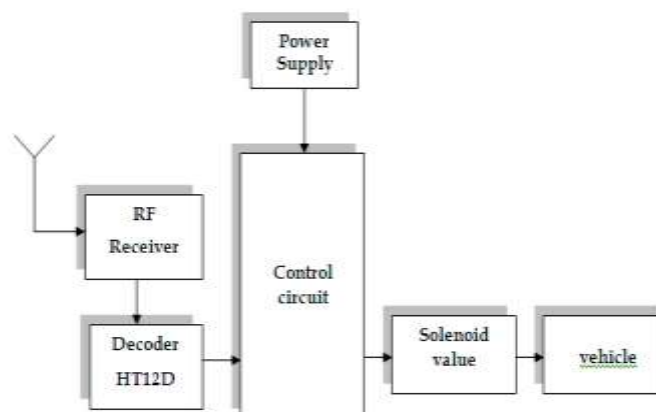 Power
Supply
RF
Receiver
Control
circuit
Decoder
HT12D
Solenoid
value
vehicle